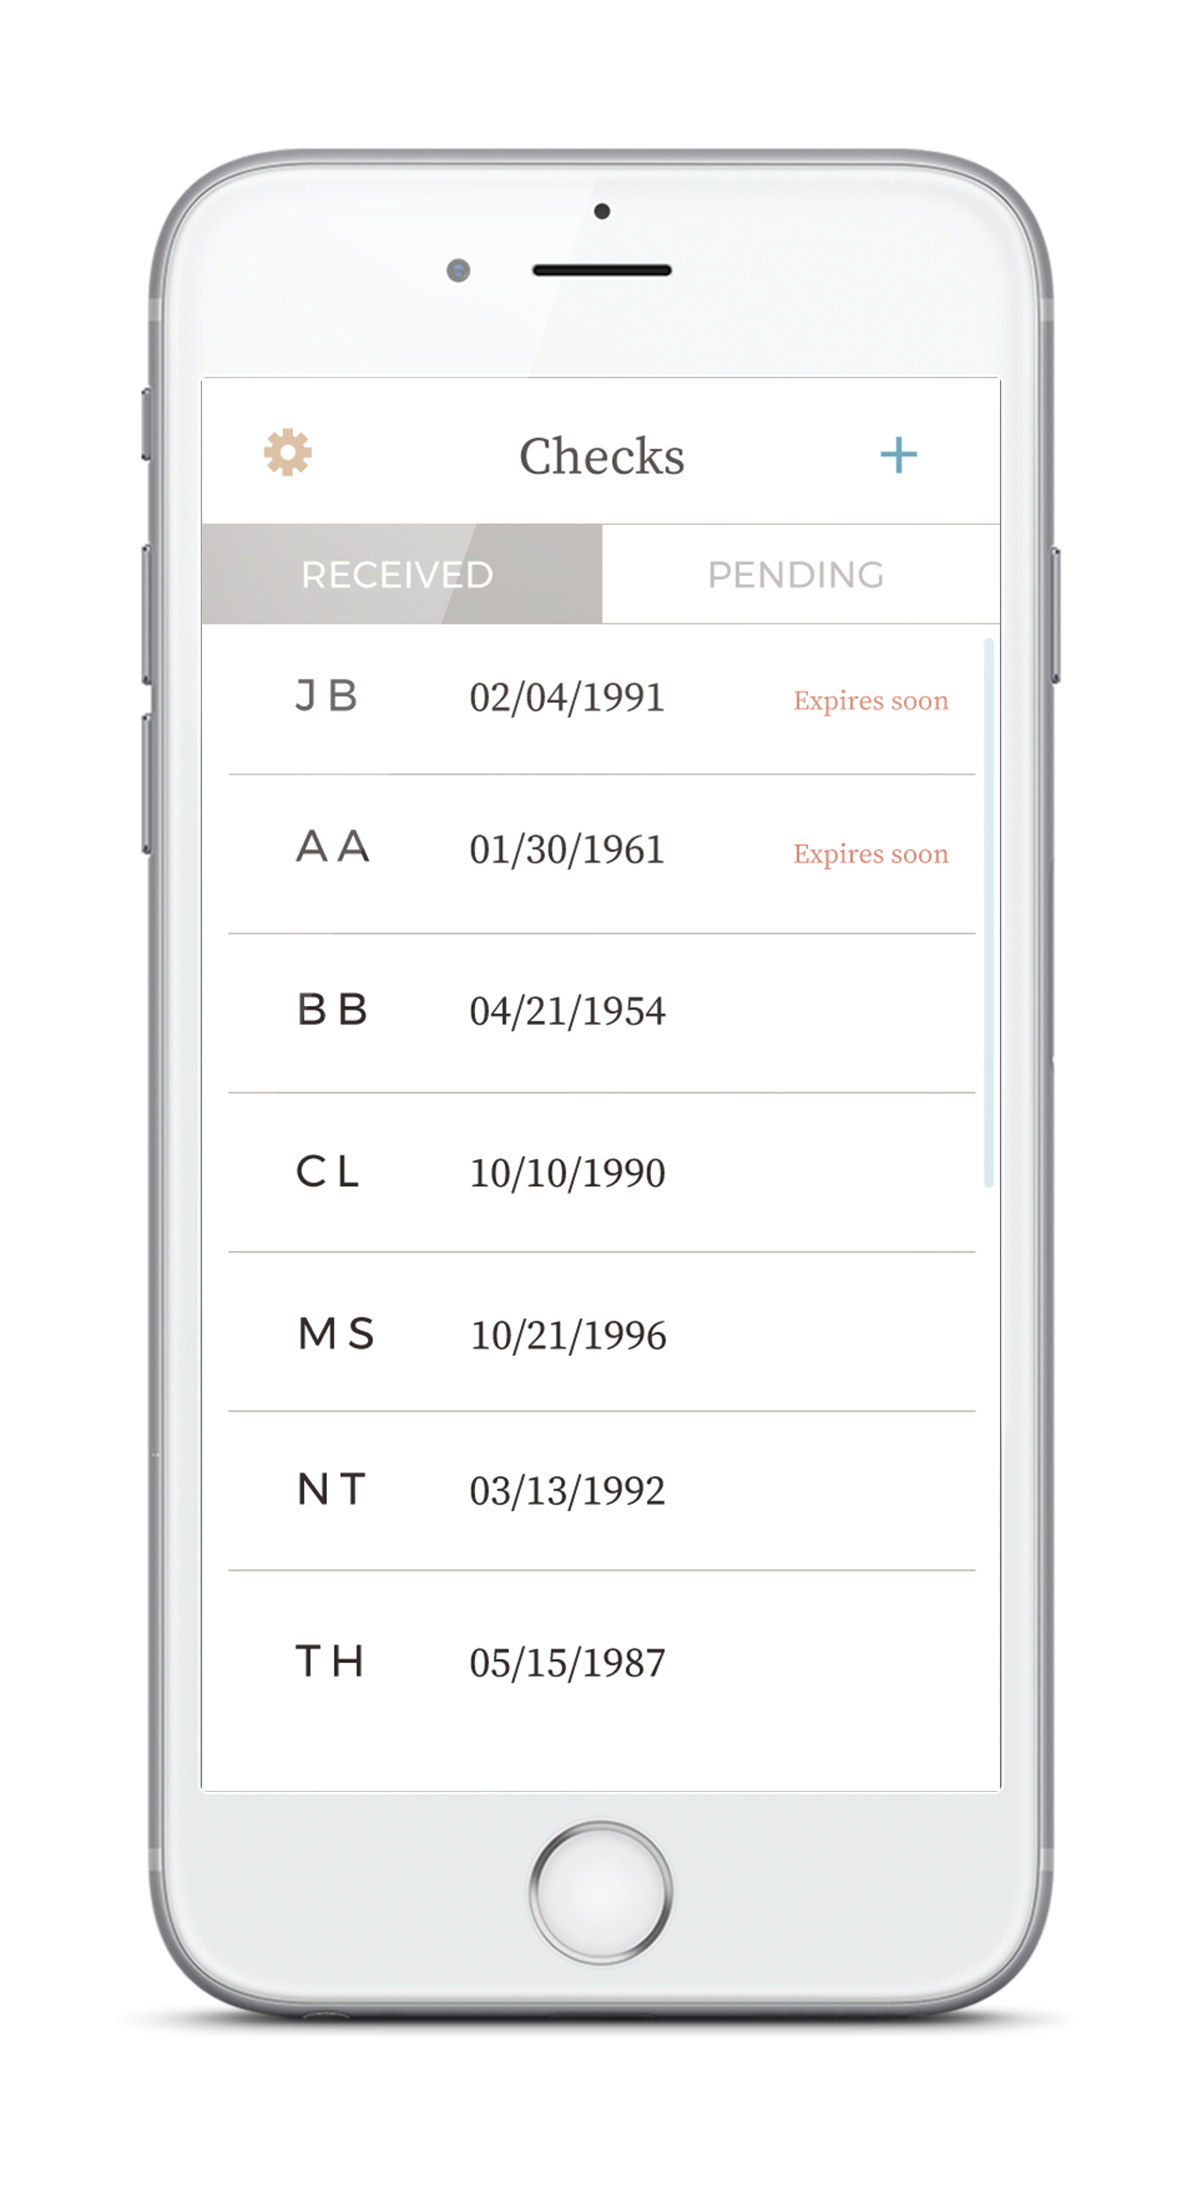 Checks
RECEIVED PENDING
J B 02/04/1991 Expires soon
A A 01/30/1961 Expires soon
B B 04/21/1954
C L 10/10/1990
M S 10/21/1996
N T 03/13/1992
T H 05/15/1987